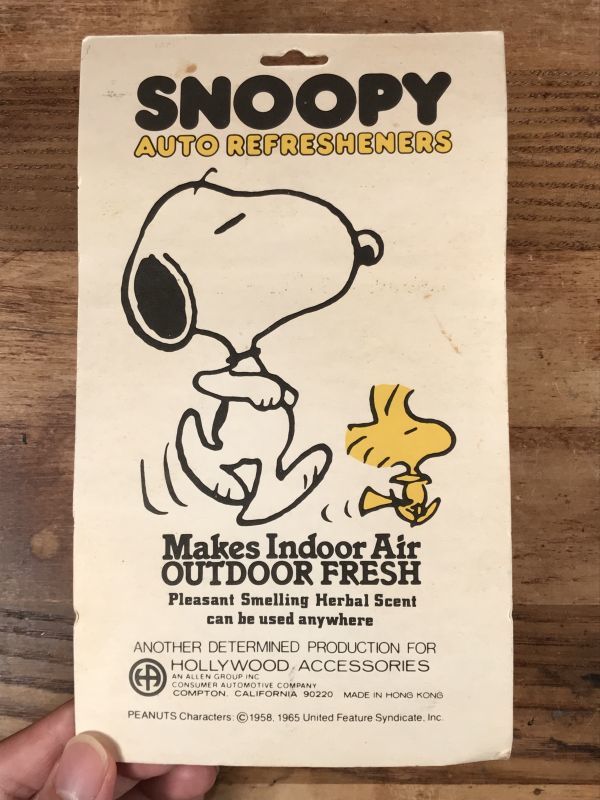 SNOOPY
AUTO REFRESHENERS
Makes Indoor Air
OUTDOOR FRESH
Pleasant Smelling Herbal Scent
can be used anywhere
ANOTHER DETERMINED PRODUCTION FOR
HOLLYWOOD ACCESSORIES
AN ALLEN GROUP INC
CONSUMER AUTOMOTIVE COMPANY
COMPTON, CALIFORNIA 90220 MADE IN HONG KONG
PEANUTS Characters: ©1958, 1965 United Feature Syndicate, Inc.